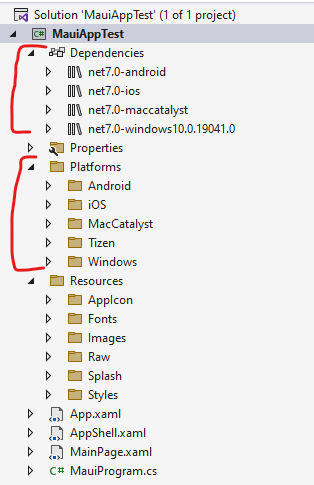 Solution 'MauiAppTest' (1 of 1 project)
C# MauiAppTest
Dependencies
net7.0-android
net7.0-ios
net7.0-maccatalyst
net7.0-windows10.0.19041.0
Properties
Platforms
Android
iOS
MacCatalyst
Tizen
Windows
Resources
AppIcon
Fonts
Images
Raw
Splash
Styles
App.xaml
AppShell.xaml
MainPage.xaml
C# MauiProgram.cs